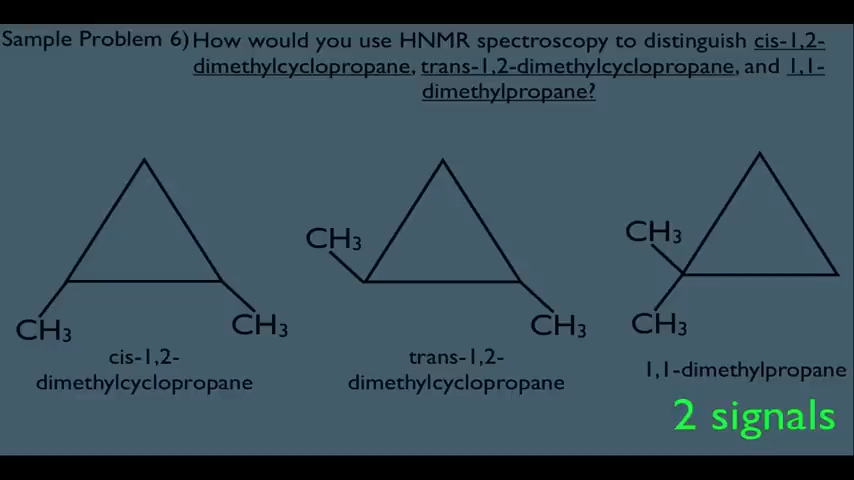 Sample Problem 6) How would you use HNMR spectroscopy to distinguish cis-1,2-
dimethylcyclopropane, trans-1,2-dimethylcyclopropane, and 1,1-
dimethylpropane?
CH3
CH3
cis-1,2-
dimethylcyclopropane
CH3
CH3
trans-1,2-
dimethylcyclopropane
CH3
CH3
1,1-dimethylpropane
2 signals